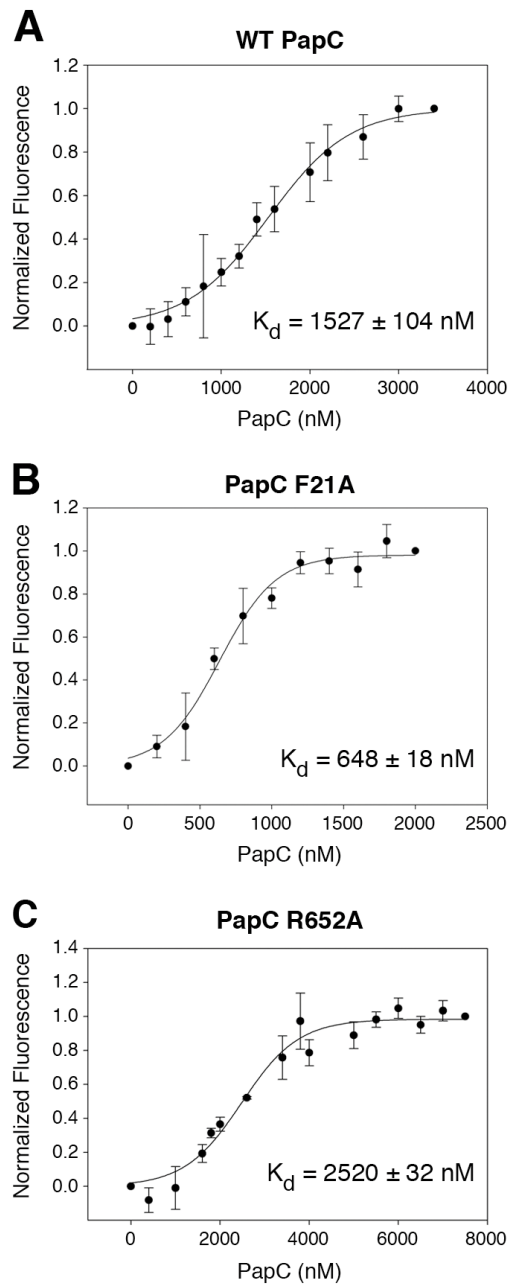 A
WT PapC
1.2
1.0
0.8
0.6
0.4
0.2
0.0
Normalized Fluorescence
K_d = 1527 ± 104 nM
0 1000 2000 3000 4000
PapC (nM)
B
PapC F21A
1.2
1.0
0.8
0.6
0.4
0.2
0.0
Normalized Fluorescence
K_d = 648 ± 18 nM
0 500 1000 1500 2000 2500
PapC (nM)
C
PapC R652A
1.4
1.2
1.0
0.8
0.6
0.4
0.2
0.0
Normalized Fluorescence
K_d = 2520 ± 32 nM
0 2000 4000 6000 8000
PapC (nM)